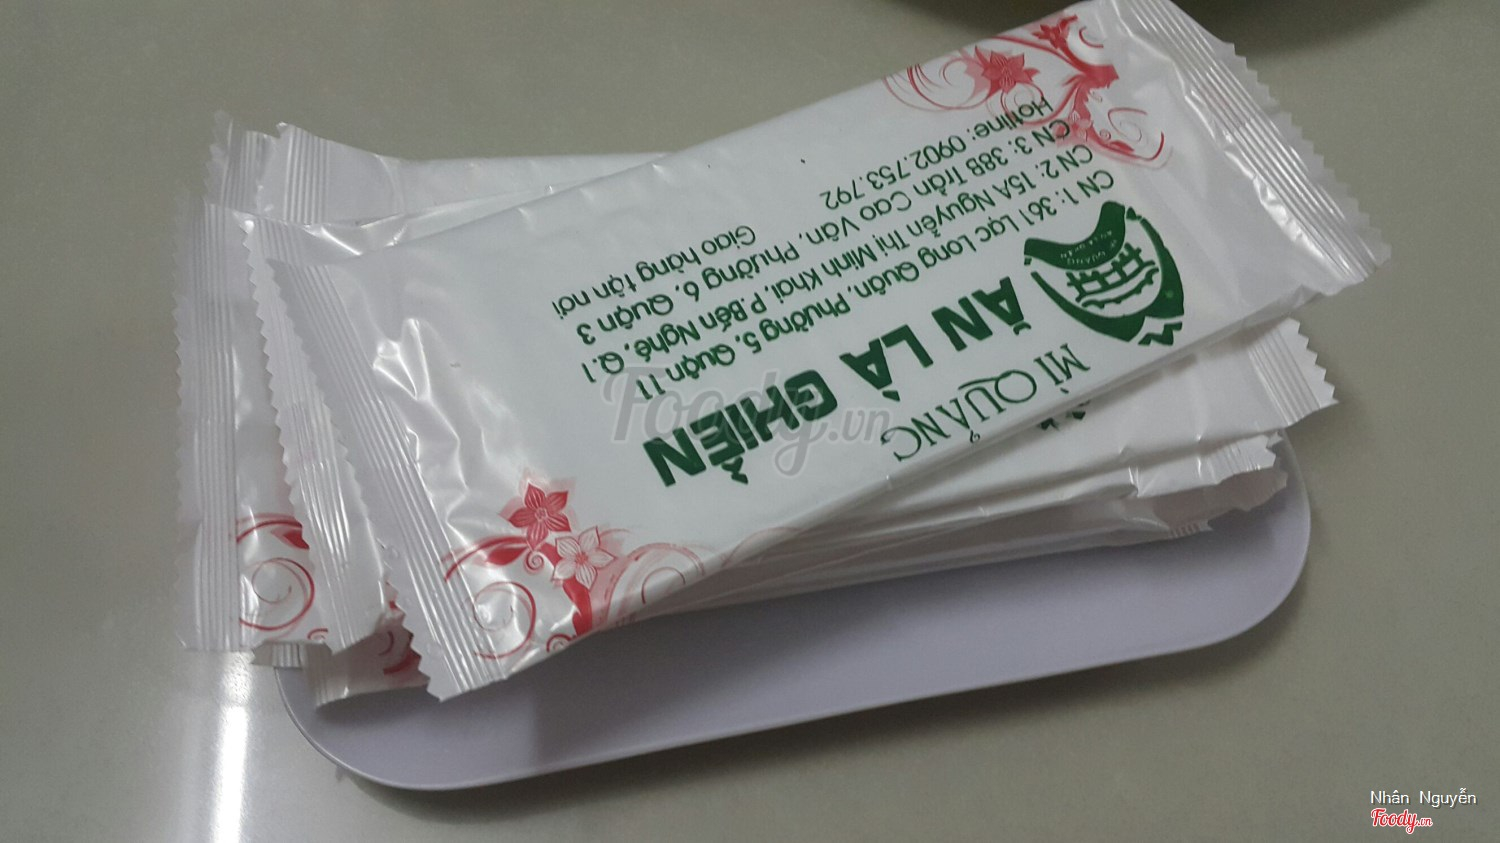 MÌ QUẢNG
ĂN LÀ GHIỀN
CN 1: 361 Lạc Long Quân, Phường 5, Quận 11
CN 2: 15A Nguyễn Thị Minh Khai, P.Bến Nghé, Q.1
CN 3: 38B Trần Cao Vân, Phường 6, Quận 3
Hotline: 0902.753.792
Giao hàng tận nơi
Foody.vn
Nhân Nguyễn
Foody.vn